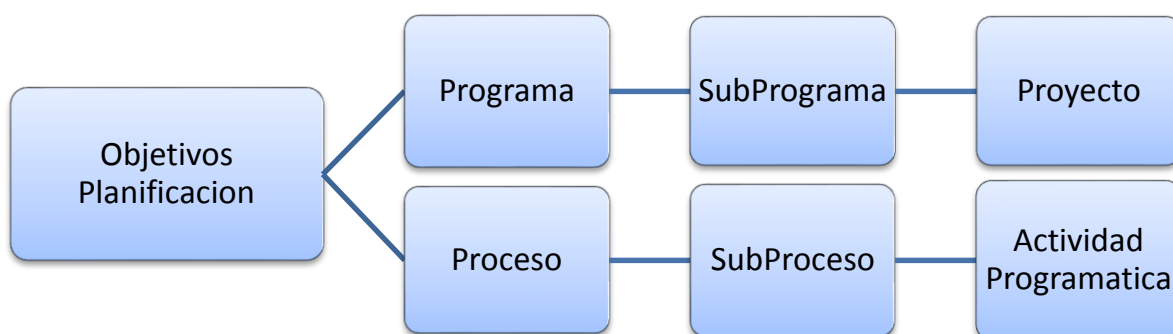 Objetivos
Planificacion
Programa
SubPrograma
Proyecto
Proceso
SubProceso
Actividad
Programatica